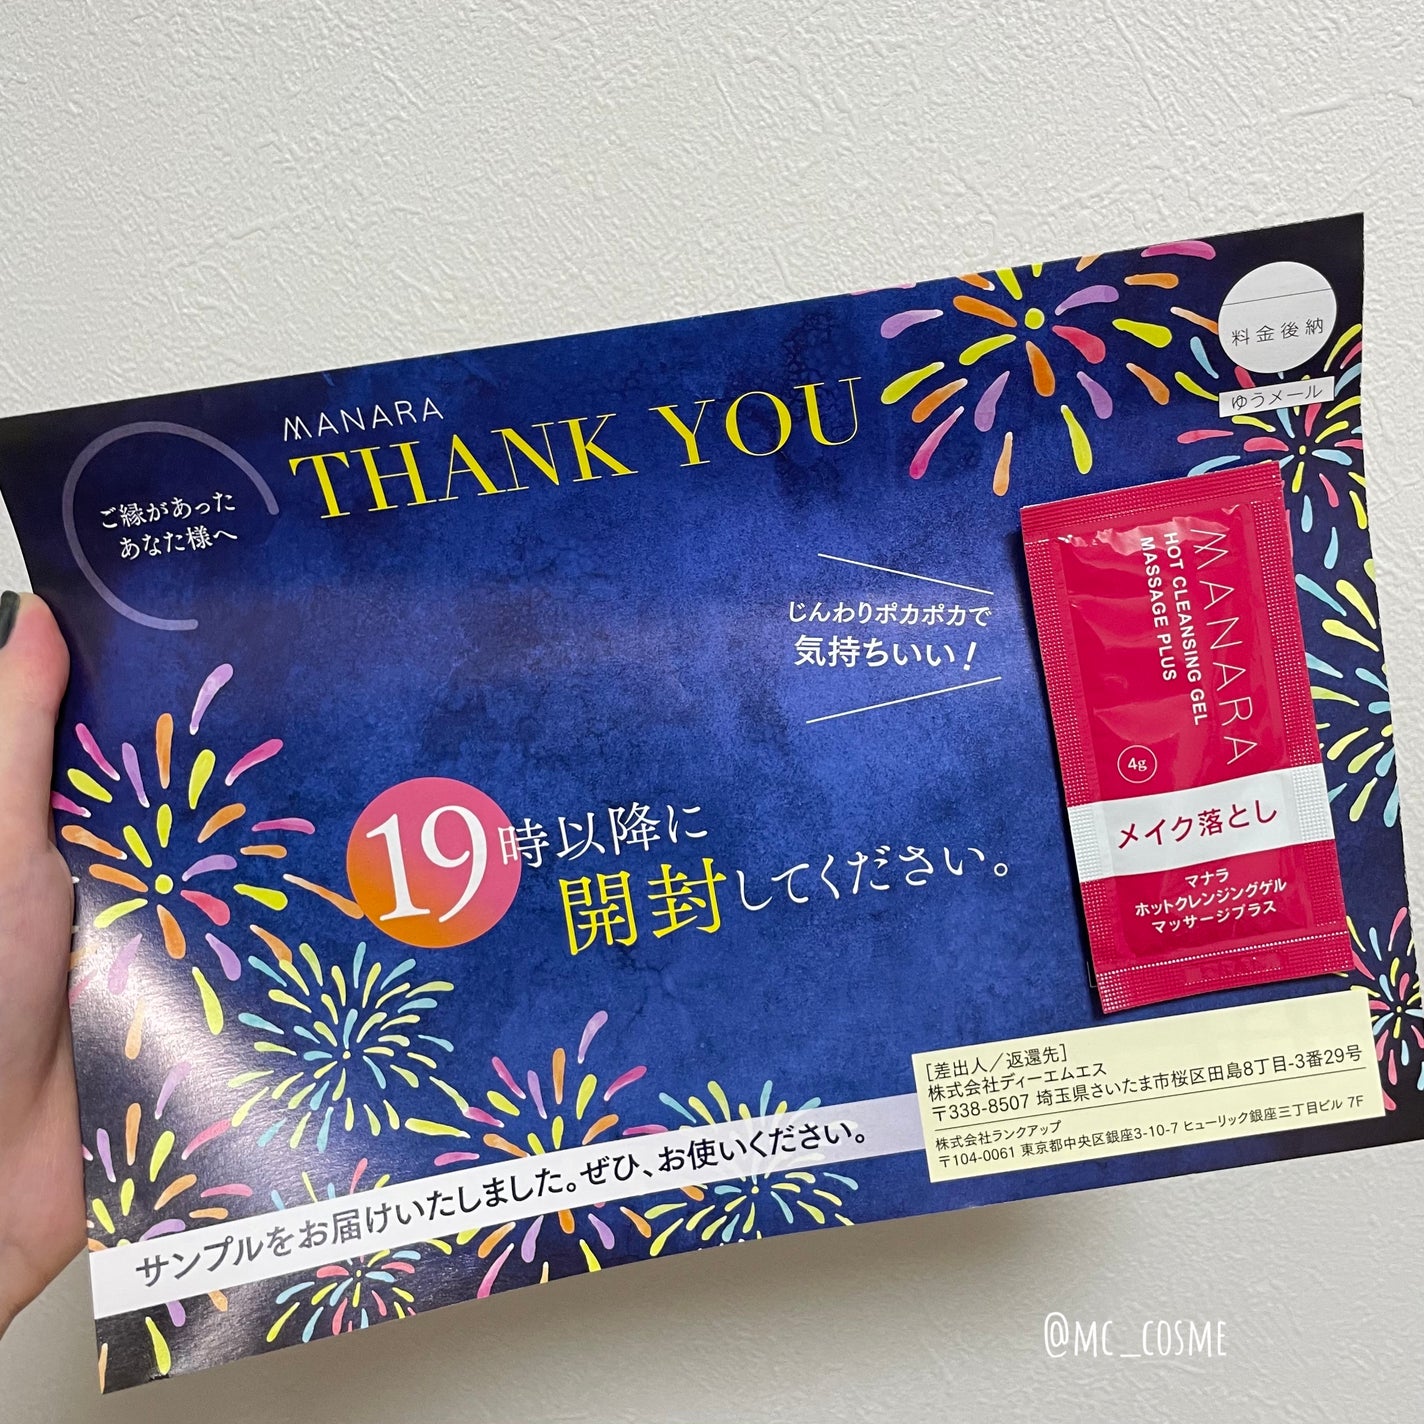 料金後納
ゆうメール
MANARA
THANK YOU
ご縁があった
あなた様へ
じんわりポカポカで
気持ちいい！
MANARA
HOT CLEANSING GEL
MASSAGE PLUS
4g
メイク落とし
マナラ
ホットクレンジングゲル
マッサージプラス
19時以降に
開封してください。
[差出人／返還先]
株式会社ディーエムエス
〒338-8507 埼玉県さいたま市桜区田島8丁目-3番29号
株式会社ランクアップ
〒104-0061 東京都中央区銀座3-10-7 ヒューリック銀座三丁目ビル 7F
サンプルをお届けいたしました。ぜひ、お使いください。
@MC_COSME